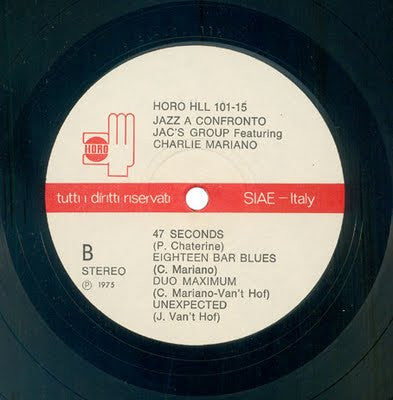 HORO HLL 101-15
JAZZ A CONFRONTO
JAC'S GROUP Featuring
CHARLIE MARIANO
HORO
tutti i diritti riservati
SIAE - Italy
47 SECONDS
(P. Chaterine)
EIGHTEEN BAR BLUES
(C. Mariano)
DUO MAXIMUM
(C. Mariano-Van't Hof)
UNEXPECTED
(J. Van't Hof)
B
STEREO
Ⓟ 1975